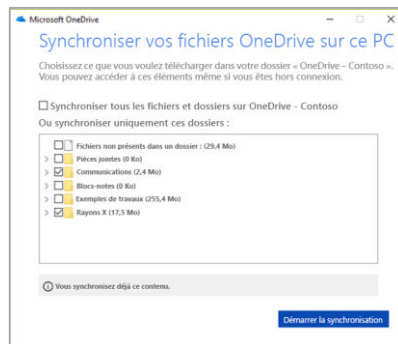 Microsoft OneDrive
Synchroniser vos fichiers OneDrive sur ce PC
Choisissez ce que vous voulez télécharger dans votre dossier « OneDrive – Contoso ».
Vous pouvez accéder à ces éléments même si vous êtes hors connexion.
Synchroniser tous les fichiers et dossiers sur OneDrive - Contoso
Ou synchroniser uniquement ces dossiers :
Fichiers non présents dans un dossier : (29,4 Mo)
Pièces jointes (0 Ko)
Communications (2,4 Mo)
Blocs-notes (0 Ko)
Exemples de travaux (255,4 Mo)
Rayons X (17,5 Mo)
Vous synchronisez déjà ce contenu.
Démarrer la synchronisation